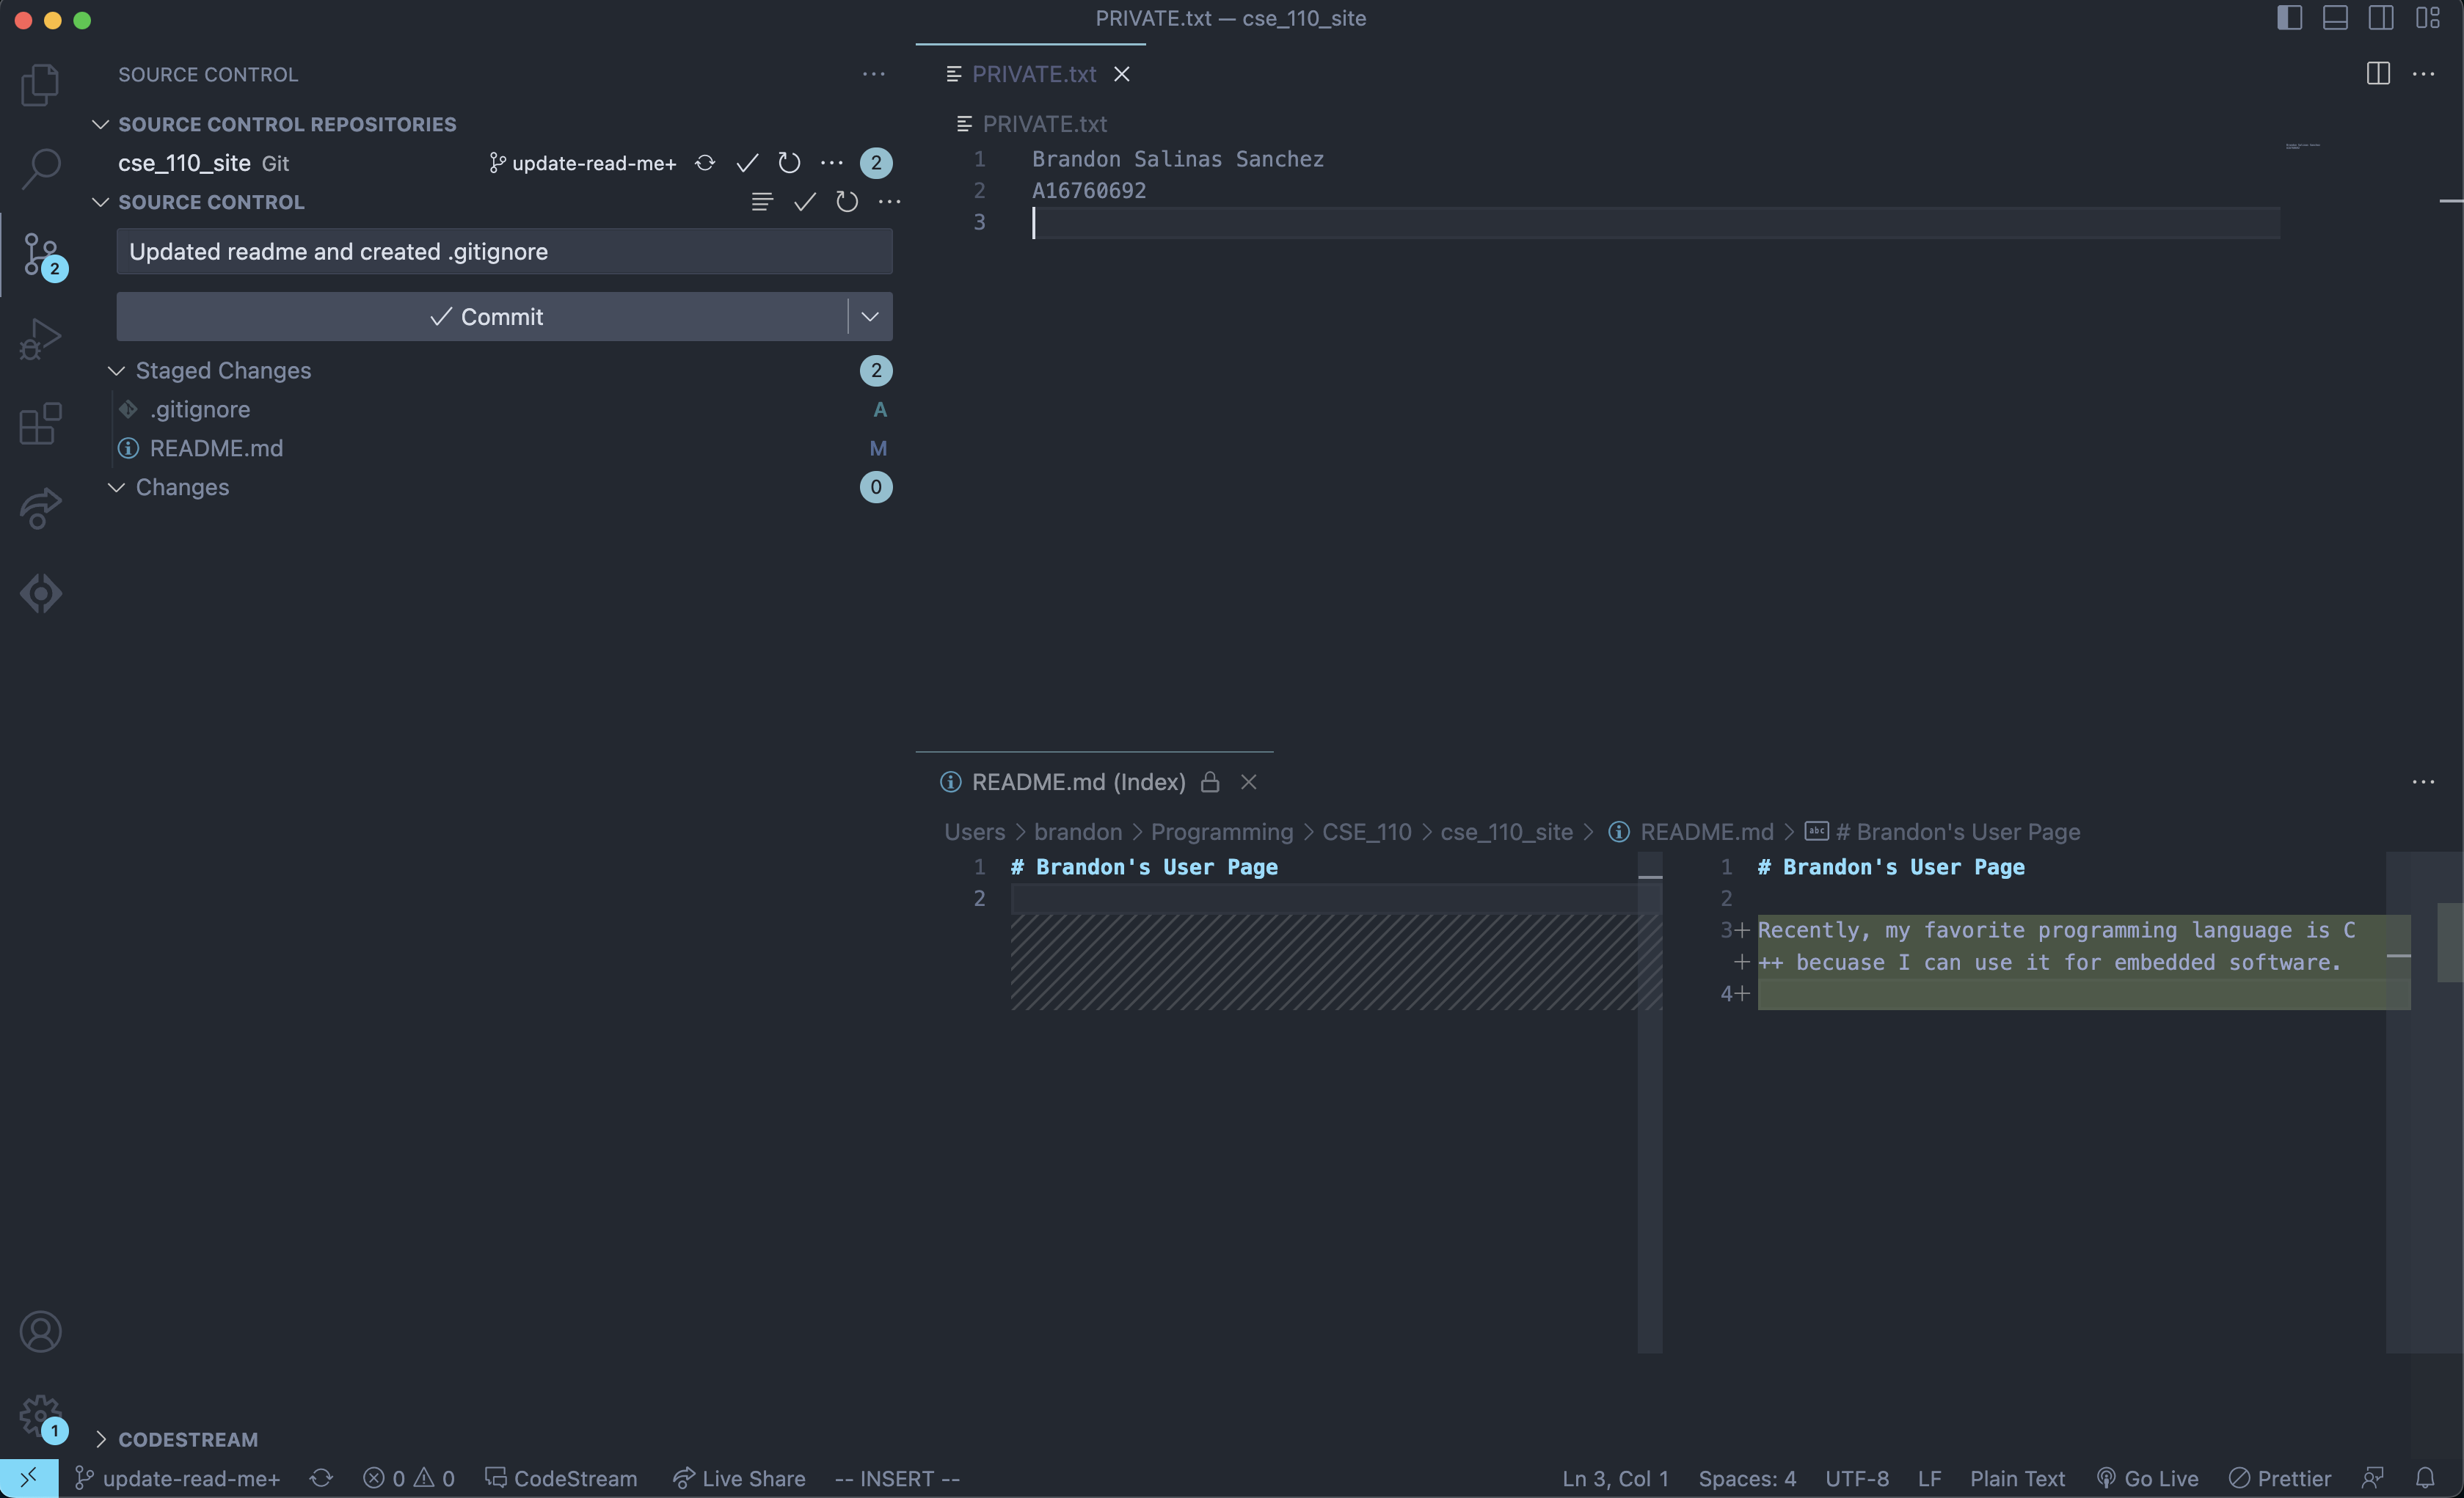 PRIVATE.txt — cse_110_site
SOURCE CONTROL
SOURCE CONTROL REPOSITORIES
cse_110_site Git update-read-me+ 2
SOURCE CONTROL
Updated readme and created .gitignore
Commit
Staged Changes 2
.gitignore A
README.md M
Changes 0
2
1
CODESTREAM
PRIVATE.txt
PRIVATE.txt
1 Brandon Salinas Sanchez
2 A16760692
3
README.md (Index)
Users > brandon > Programming > CSE_110 > cse_110_site > README.md > abc # Brandon's User Page
1 # Brandon's User Page
2
1 # Brandon's User Page
2
3+ Recently, my favorite programming language is C
+ ++ becuase I can use it for embedded software.
4+
update-read-me+ 0 0 CodeStream Live Share -- INSERT -- Ln 3, Col 1 Spaces: 4 UTF-8 LF Plain Text Go Live Prettier